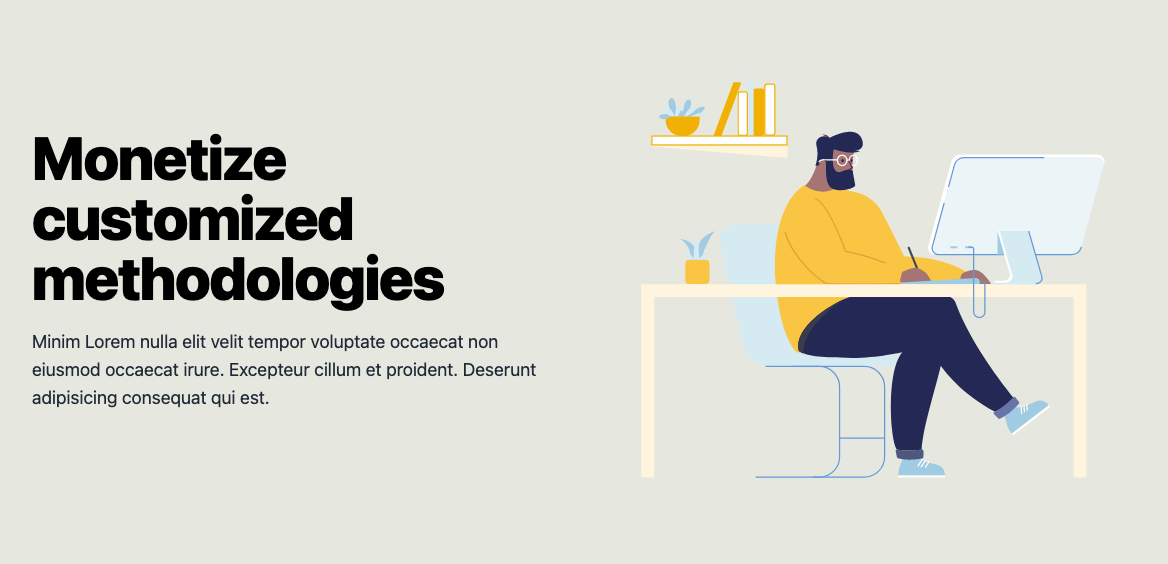 Monetize
customized
methodologies
Minim Lorem nulla elit velit tempor voluptate occaecat non
eiusmod occaecat irure. Excepteur cillum et proident. Deserunt
adipisicing consequat qui est.